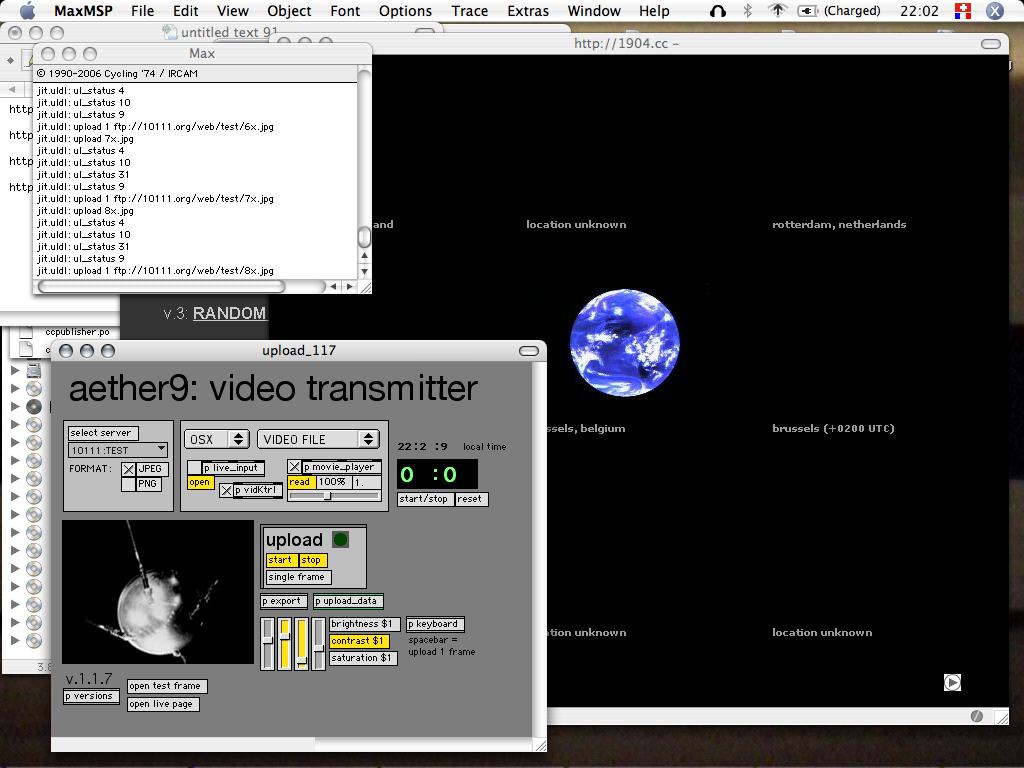 MaxMSP File Edit View Object Font Options Trace Extras Window Help (Charged) 22:02
untitled text 91
http://1904.cc –
Max
© 1990-2006 Cycling '74 / IRCAM
jit.uldl: ul_status 4
jit.uldl: ul_status 10
jit.uldl: ul_status 9
jit.uldl: upload 1 ftp://10111.org/web/test/6x.jpg
jit.uldl: upload 7x.jpg
jit.uldl: ul_status 4
jit.uldl: ul_status 10
jit.uldl: ul_status 31
jit.uldl: ul_status 9
jit.uldl: upload 1 ftp://10111.org/web/test/7x.jpg
jit.uldl: upload 8x.jpg
jit.uldl: ul_status 4
jit.uldl: ul_status 10
jit.uldl: ul_status 31
jit.uldl: ul_status 9
jit.uldl: upload 1 ftp://10111.org/web/test/8x.jpg
http
http
http
http
and
location unknown
rotterdam, netherlands
v.3: RANDOM
ccpublisher.po
ssels, belgium
brussels (+0200 UTC)
tion unknown
location unknown
3.8
upload_117
aether9: video transmitter
select server
10111:TEST
FORMAT: JPEG
PNG
OSX VIDEO FILE
p live_input
p movie_player
open
read 100% 1.
p vidKtrl
22:2 :9 local time
0 :0
start/stop reset
upload
start stop
single frame
p export p upload_data
brightness $1
contrast $1
saturation $1
p keyboard
spacebar =
upload 1 frame
v.1.1.7
p versions
open test frame
open live page